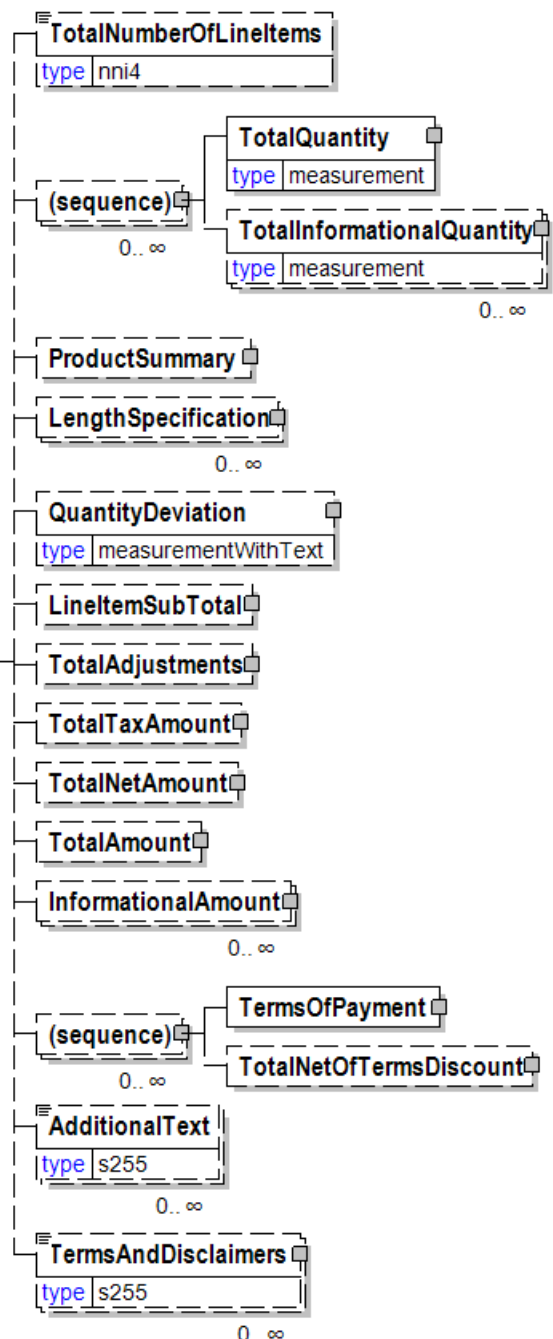 TotalNumberOfLineItems
type nni4
(sequence)
0.. ∞
TotalQuantity
type measurement
TotalInformationalQuantity
type measurement
0.. ∞
ProductSummary
LengthSpecification
0.. ∞
QuantityDeviation
type measurementWithText
LineItemSubTotal
TotalAdjustments
TotalTaxAmount
TotalNetAmount
TotalAmount
InformationalAmount
0.. ∞
(sequence)
0.. ∞
TermsOfPayment
TotalNetOfTermsDiscount
AdditionalText
type s255
0.. ∞
TermsAndDisclaimers
type s255
0.. ∞